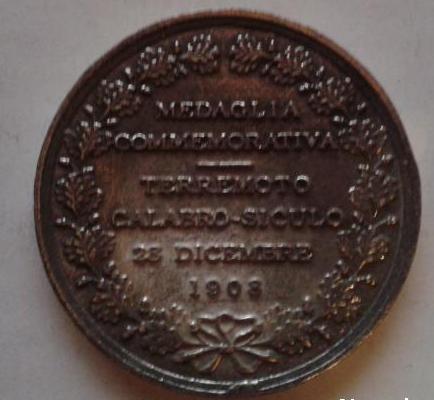 MEDAGLIA
COMMEMORATIVA
TERREMOTO
CALABRO-SICULO
28 DICEMBRE
1908